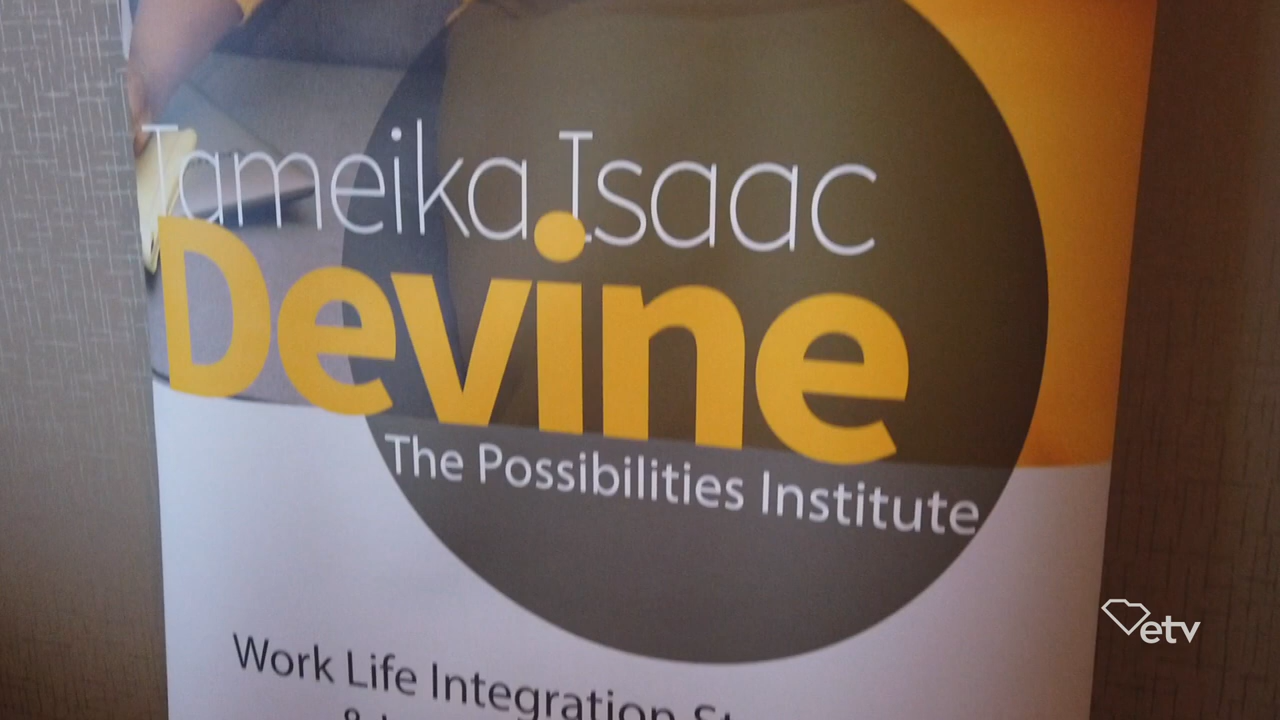 Tameika Isaac
Devine
The Possibilities Institute
Work Life Integration
&
etv